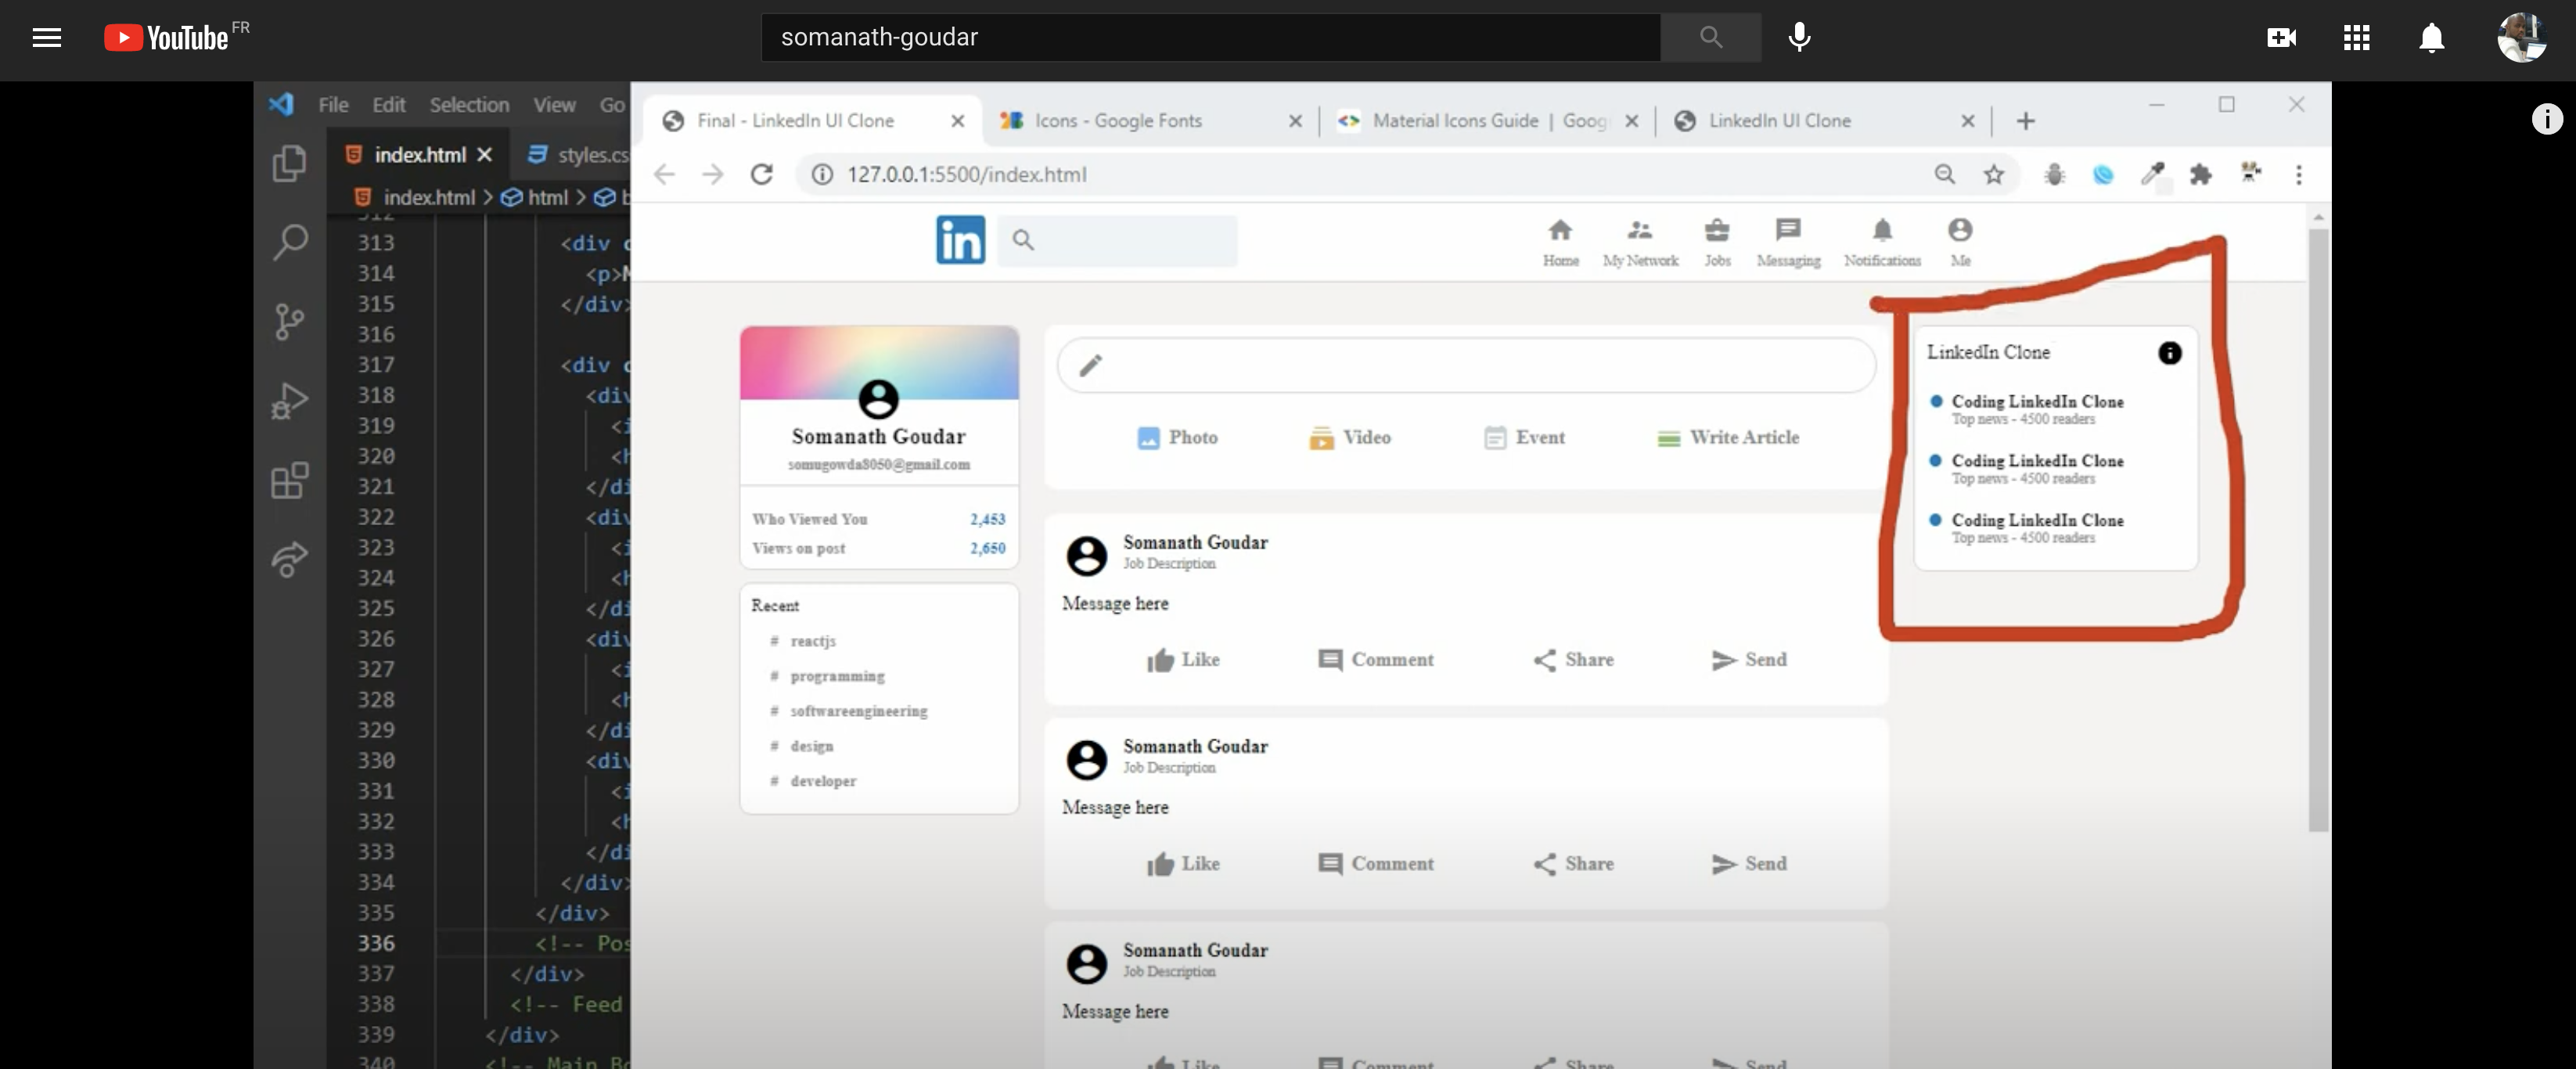 YouTube FR
somanath-goudar
File Edit Selection View Go
Final - LinkedIn UI Clone
Icons - Google Fonts
Material Icons Guide | Goog
LinkedIn UI Clone
index.html
styles.cs
127.0.0.1:5500/index.html
index.html > html > b
312
313 <div c
314 <p>M
315 </div>
316
317 <div c
318 <div
319 <i
320 <h
321 </di
322 <div
323 <i
324 <h
325 </di
326 <div
327 <i
328 <h
329 </di
330 <div
331 <i
332 <h
333 </di
334 </div>
335 </div>
336 <!-- Pos
337 </div>
338 <!-- Feed
339 </div>
340 <!-- Main Bo
in
Home My Network Jobs Messaging Notifications Me
Somanath Goudar
somugowda8050@gmail.com
Who Viewed You 2,453
Views on post 2,650
Recent
# reactjs
# programming
# softwareengineering
# design
# developer
Photo Video Event Write Article
Somanath Goudar
Job Description
Message here
Like Comment Share Send
Somanath Goudar
Job Description
Message here
Like Comment Share Send
Somanath Goudar
Job Description
Message here
Like Comment Share Send
LinkedIn Clone
Coding LinkedIn Clone
Top news - 4500 readers
Coding LinkedIn Clone
Top news - 4500 readers
Coding LinkedIn Clone
Top news - 4500 readers